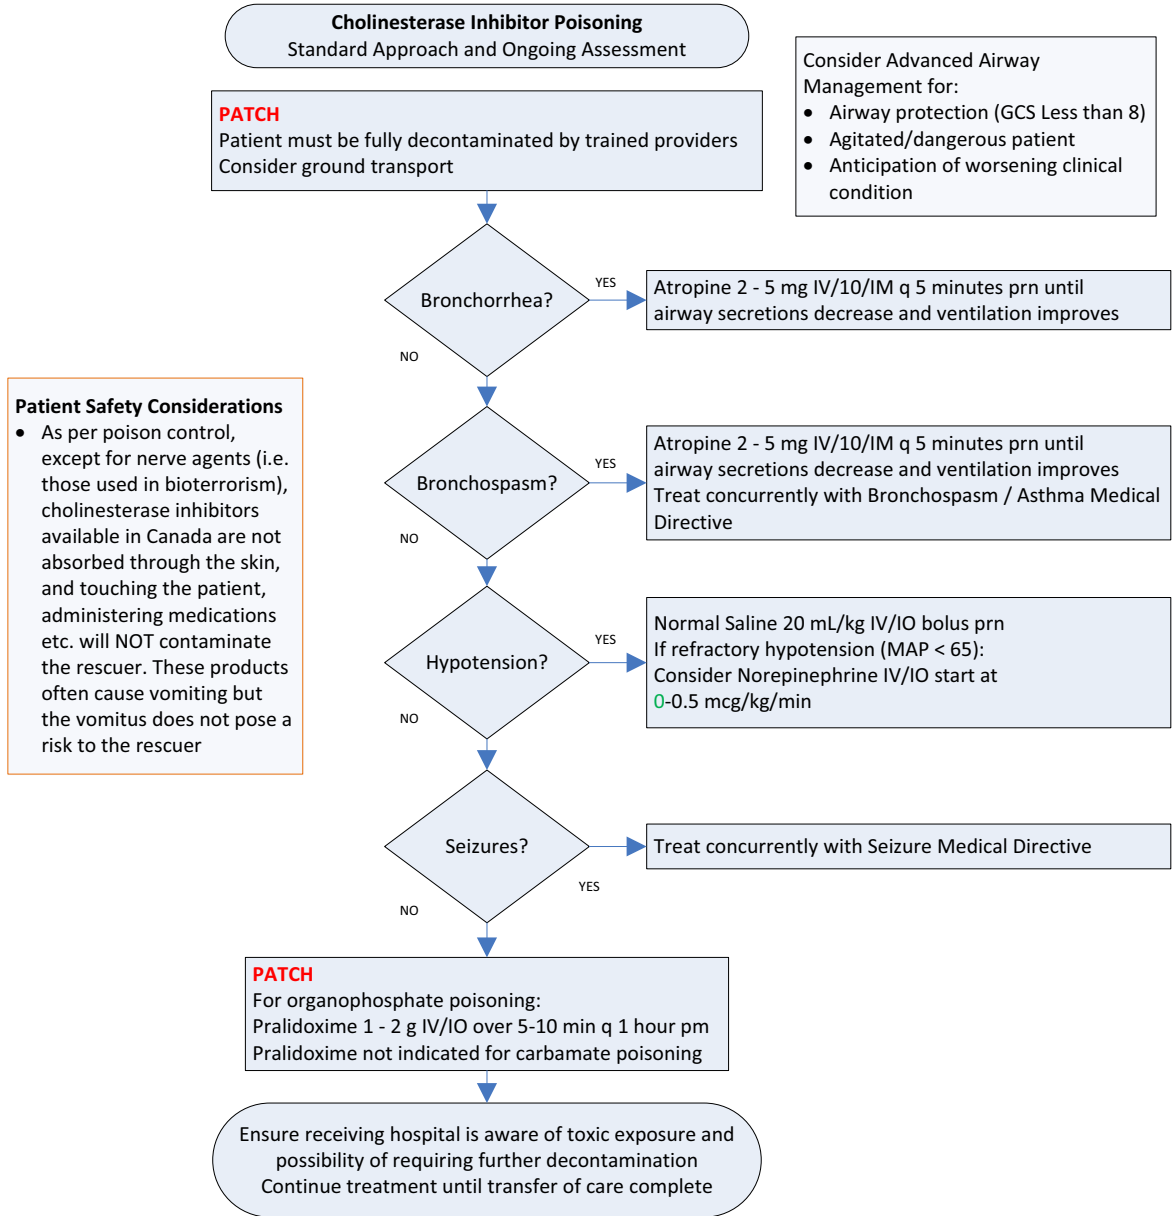 Cholinesterase Inhibitor Poisoning
Standard Approach and Ongoing Assessment
Consider Advanced Airway
Management for:
• Airway protection (GCS Less than 8)
• Agitated/dangerous patient
• Anticipation of worsening clinical
condition
PATCH
Patient must be fully decontaminated by trained providers
Consider ground transport
Bronchorrhea?
YES
Atropine 2 - 5 mg IV/10/IM q 5 minutes prn until
airway secretions decrease and ventilation improves
NO
Patient Safety Considerations
• As per poison control,
except for nerve agents (i.e.
those used in bioterrorism),
cholinesterase inhibitors
available in Canada are not
absorbed through the skin,
and touching the patient,
administering medications
etc. will NOT contaminate
the rescuer. These products
often cause vomiting but
the vomitus does not pose a
risk to the rescuer
Bronchospasm?
YES
Atropine 2 - 5 mg IV/10/IM q 5 minutes prn until
airway secretions decrease and ventilation improves
Treat concurrently with Bronchospasm / Asthma Medical
Directive
NO
Hypotension?
YES
Normal Saline 20 mL/kg IV/IO bolus prn
If refractory hypotension (MAP < 65):
Consider Norepinephrine IV/IO start at
0-0.5 mcg/kg/min
NO
Seizures?
YES
Treat concurrently with Seizure Medical Directive
NO
PATCH
For organophosphate poisoning:
Pralidoxime 1 - 2 g IV/IO over 5-10 min q 1 hour pm
Pralidoxime not indicated for carbamate poisoning
Ensure receiving hospital is aware of toxic exposure and
possibility of requiring further decontamination
Continue treatment until transfer of care complete